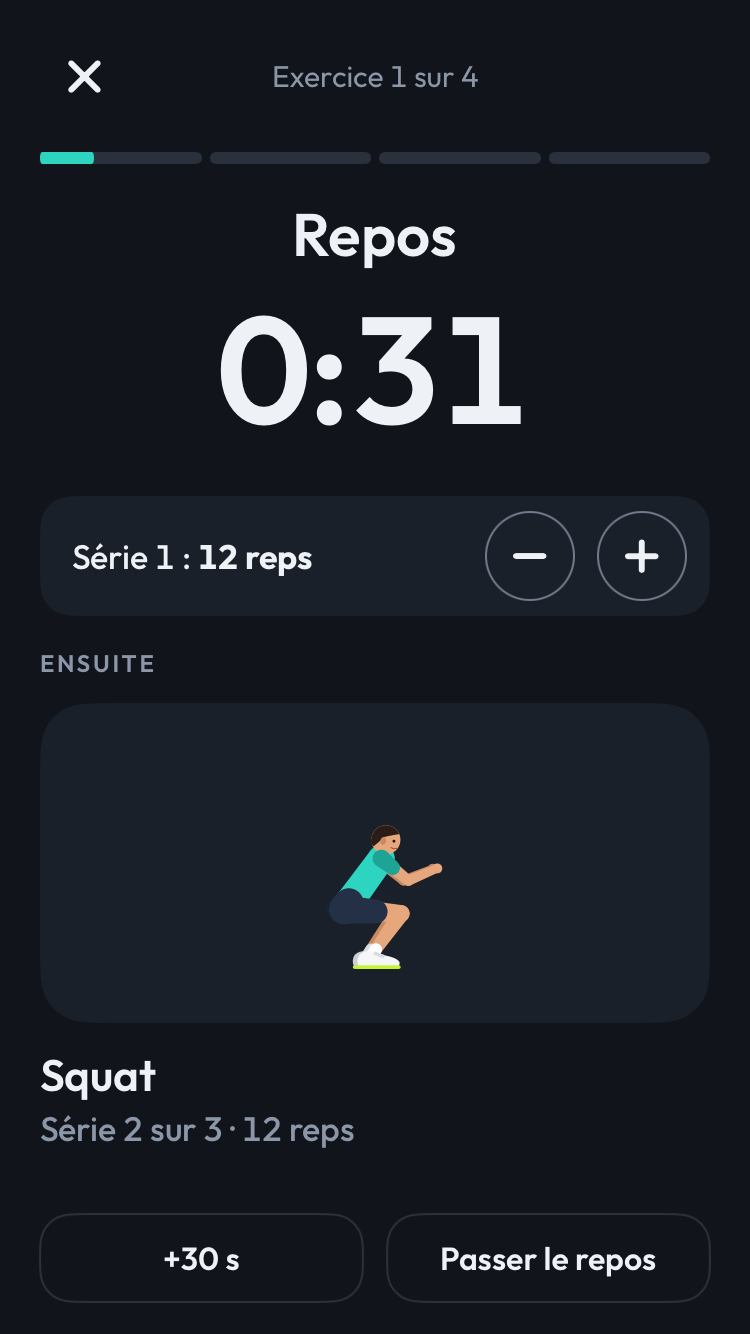 Exercice 1 sur 4
Repos
0:31
Série 1 : 12 reps
ENSUITE
Squat
Série 2 sur 3 · 12 reps
+30 s
Passer le repos